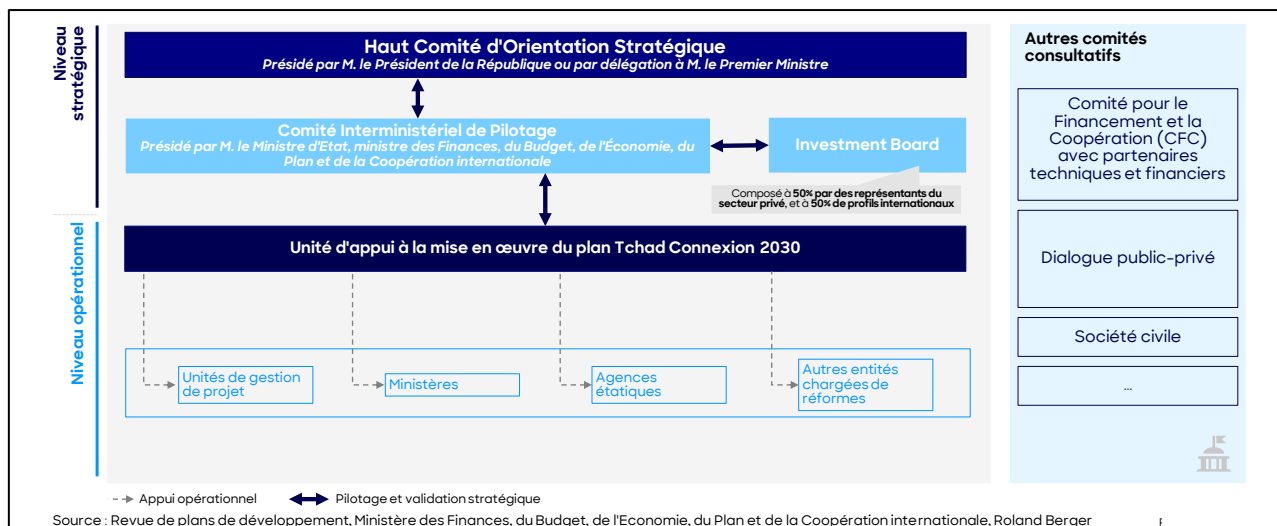 Niveau
stratégique
Haut Comité d'Orientation Stratégique
Présidé par M. le Président de la République ou par délégation à M. le Premier Ministre
Comité Interministériel de Pilotage
Présidé par M. le Ministre d'Etat, ministre des Finances, du Budget, de l'Économie, du
Plan et de la Coopération internationale
Investment Board
Composé à 50% par des représentants du
secteur privé, et à 50% de profils internationaux
Niveau opérationnel
Unité d'appui à la mise en œuvre du plan Tchad Connexion 2030
Unités de gestion
de projet
Ministères
Agences
étatiques
Autres entités
chargées de
réformes
Autres comités
consultatifs
Comité pour le
Financement et la
Coopération (CFC)
avec partenaires
techniques et financiers
Dialogue public-privé
Société civile
...
Appui opérationnel
Pilotage et validation stratégique
Source : Revue de plans de développement, Ministère des Finances, du Budget, de l'Economie, du Plan et de la Coopération internationale, Roland Berger